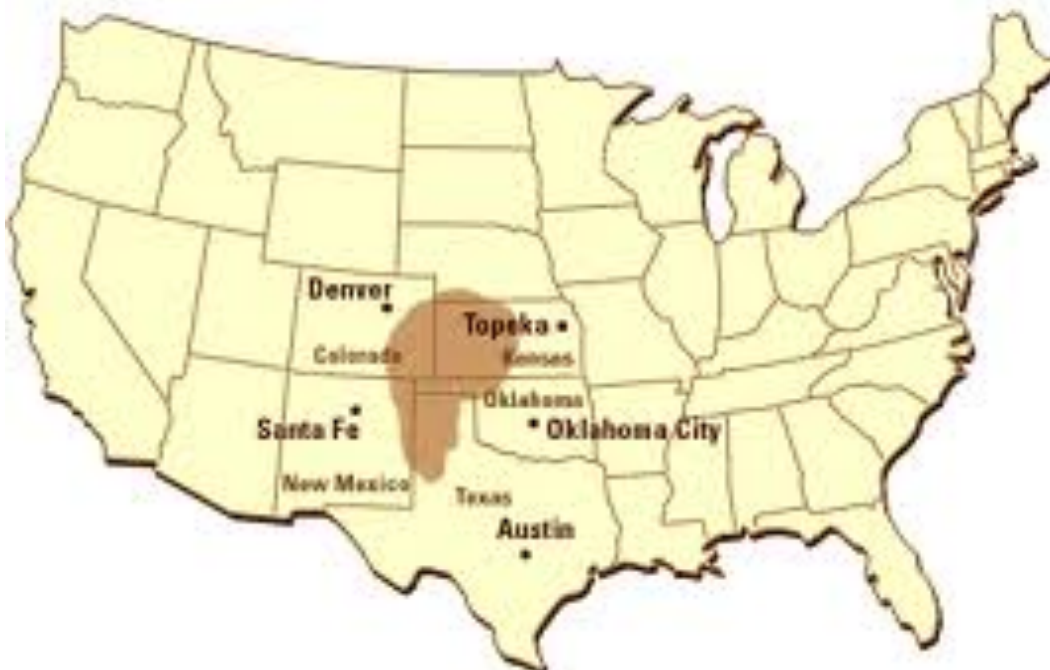 Denver
Topeka
Colorado
Kansas
Oklahoma
Santa Fe
Oklahoma City
New Mexico
Texas
Austin